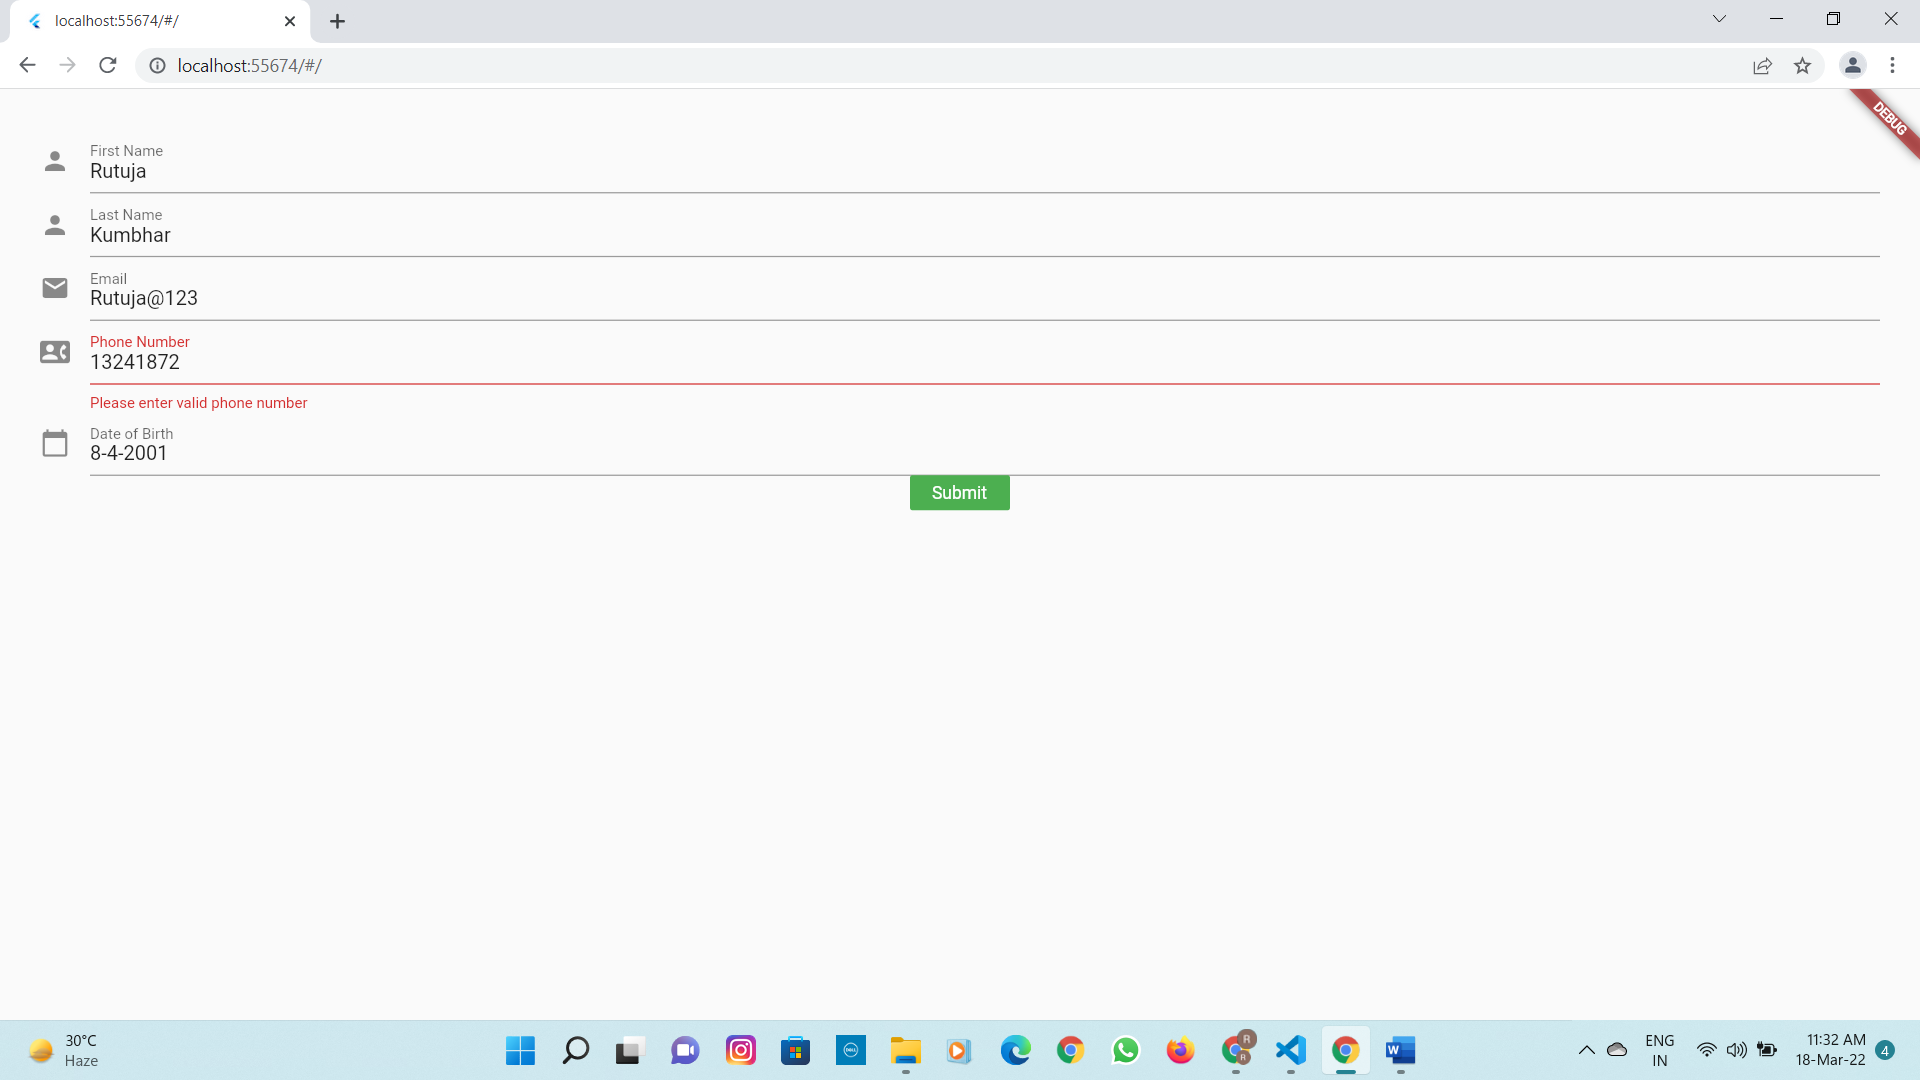 localhost:55674/#/
localhost:55674/#/
DEBUG
First Name
Rutuja
Last Name
Kumbhar
Email
Rutuja@123
Phone Number
13241872
Please enter valid phone number
Date of Birth
8-4-2001
Submit
30°C
Haze
DELL
R
R
W
ENG
IN
11:32 AM
18-Mar-22
4